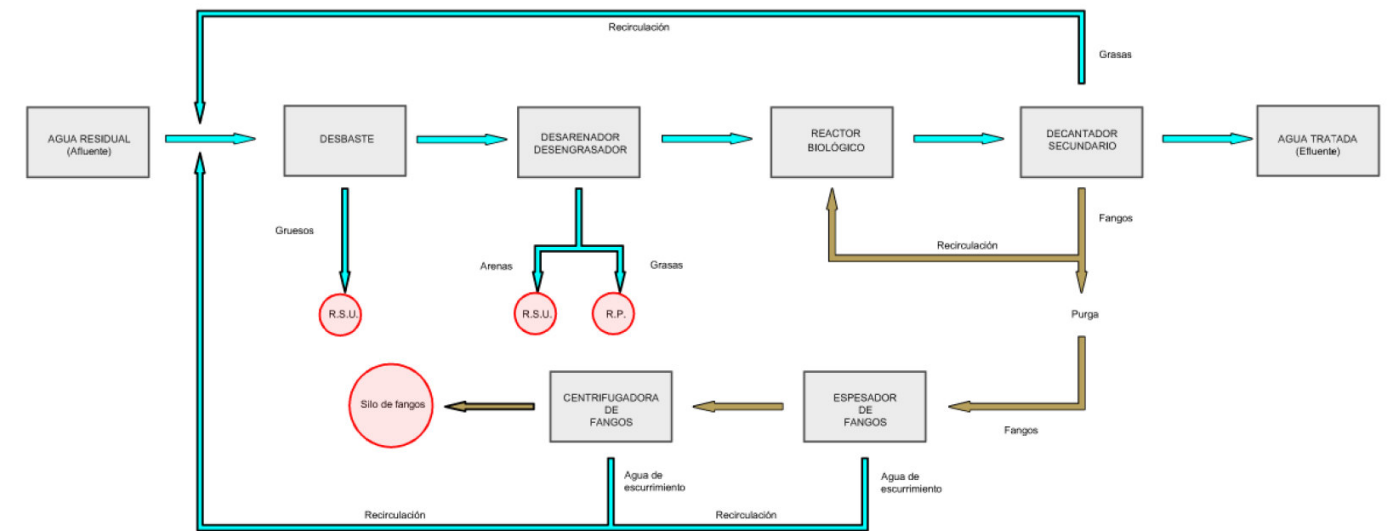 Recirculación
Grasas
AGUA RESIDUAL
(Afluente)
DESBASTE
DESARENADOR
DESENGRASADOR
REACTOR
BIOLÓGICO
DECANTADOR
SECUNDARIO
AGUA TRATADA
(Efluente)
Gruesos
Arenas
Grasas
Recirculación
Fangos
R.S.U.
R.S.U.
R.P.
Purga
Silo de fangos
CENTRIFUGADORA
DE
FANGOS
ESPESADOR
DE
FANGOS
Fangos
Agua de
escurrimiento
Agua de
escurrimiento
Recirculación
Recirculación